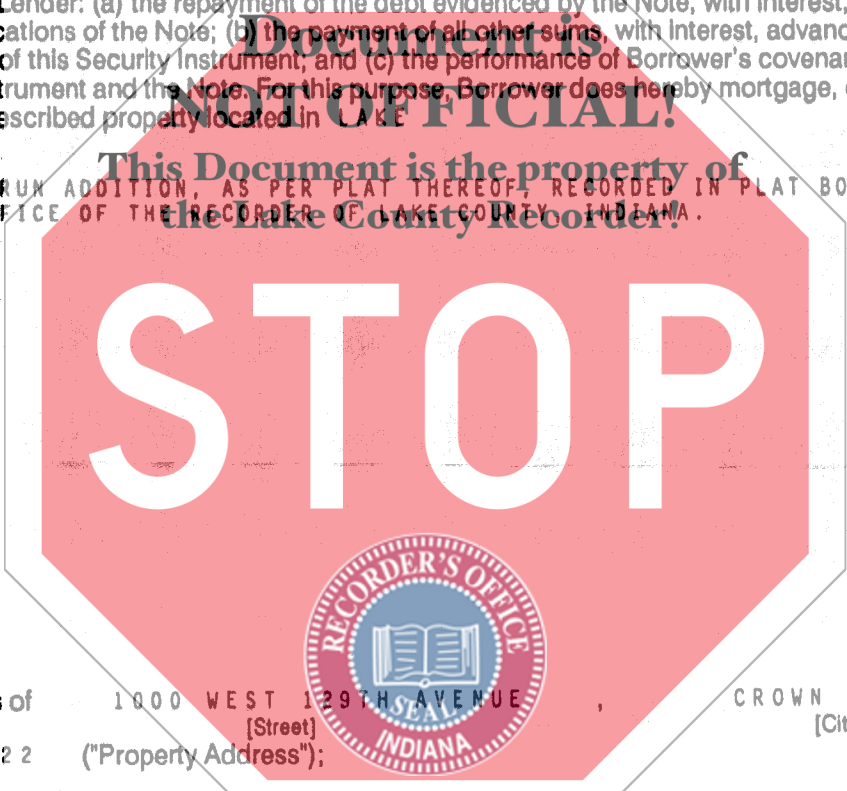 Lender: (a) the repayment of the debt evidenced by the Note, with interest,
cations of the Note; (b) the payment of all other sums, with interest, advanc
Document is
of this Security Instrument; and (c) the performance of Borrower's covenan
trument and the Note. For this purpose, Borrower does hereby mortgage,
NOT OFFICIAL!
escribed property located in LAKE
This Document is the property of
RUN ADDITION, AS PER PLAT THEREOF, RECORDED IN PLAT BO
the Lake County Recorder!
FICE OF THE RECORDER OF LAKE COUNTY, INDIANA.
STOP
RECORDER'S OFFICE
SEAL
INDIANA
s of 1000 WEST 129TH AVENUE , CROWN
[Street] [Cit
22 ("Property Address");